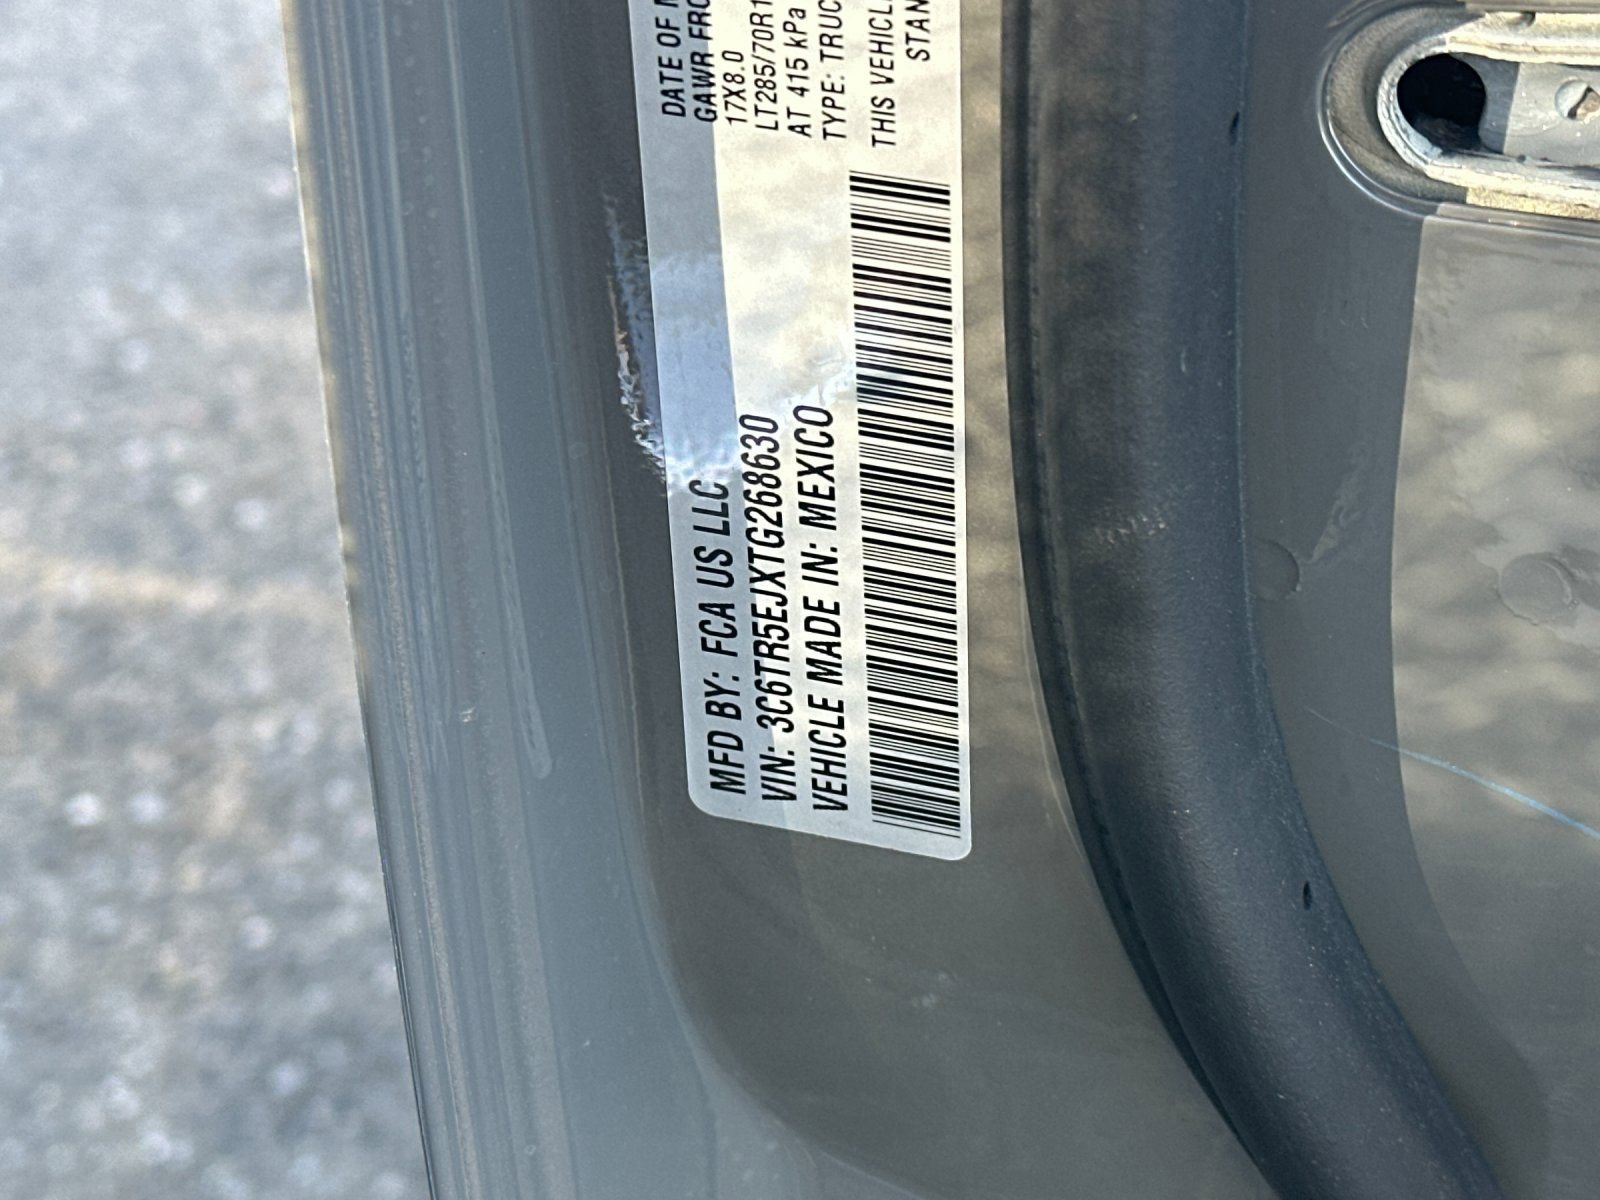 MFD BY: FCA US LLC
DATE OF
GAWR
VIN: 3C6TR5EJXTG268630
17X8.0
LT285/70R1
VEHICLE MADE IN: MEXICO
AT 415 kPa
TYPE: TRUC
THIS VEHICL
STAN